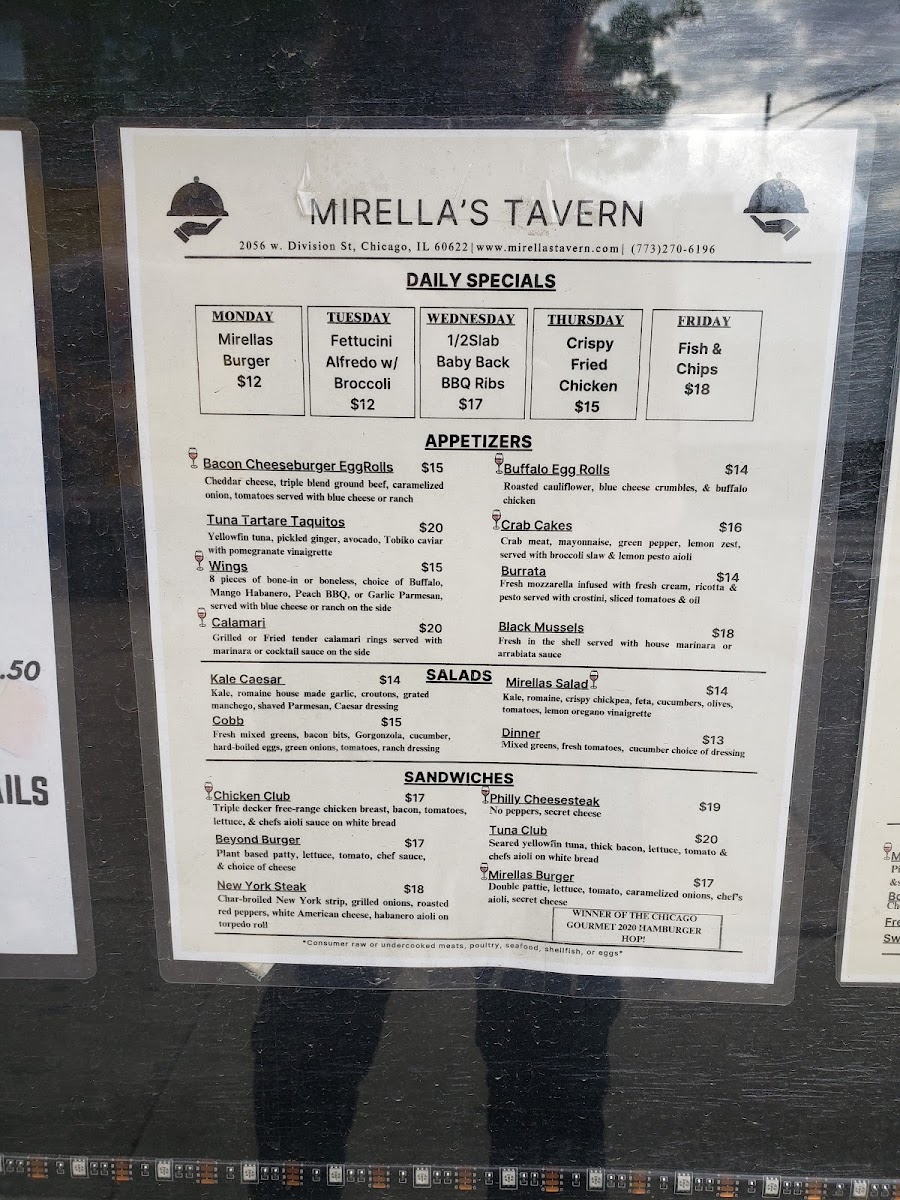 MIRELLA'S TAVERN
2056 w. Division St, Chicago, IL 60622|www.mirellastavern.com| (773)270-6196
DAILY SPECIALS
MONDAY
Mirellas
Burger
$12
TUESDAY
Fettucini
Alfredo w/
Broccoli
$12
WEDNESDAY
1/2Slab
Baby Back
BBQ Ribs
$17
THURSDAY
Crispy
Fried
Chicken
$15
FRIDAY
Fish &
Chips
$18
APPETIZERS
Bacon Cheeseburger EggRolls $15
Cheddar cheese, triple blend ground beef, caramelized
onion, tomatoes served with blue cheese or ranch
Tuna Tartare Taquitos $20
Yellowfin tuna, pickled ginger, avocado, Tobiko caviar
with pomegranate vinaigrette
Wings $15
8 pieces of bone-in or boneless, choice of Buffalo,
Mango Habanero, Peach BBQ, or Garlic Parmesan,
served with blue cheese or ranch on the side
Calamari $20
Grilled or Fried tender calamari rings served with
marinara or cocktail sauce on the side
Buffalo Egg Rolls $14
Roasted cauliflower, blue cheese crumbles, & buffalo
chicken
Crab Cakes $16
Crab meat, mayonnaise, green pepper, lemon zest,
served with broccoli slaw & lemon pesto aioli
Burrata $14
Fresh mozzarella infused with fresh cream, ricotta &
pesto served with crostini, sliced tomatoes & oil
Black Mussels $18
Fresh in the shell served with house marinara or
arrabiata sauce
SALADS
Kale Caesar $14
Kale, romaine house made garlic, croutons, grated
manchego, shaved Parmesan, Caesar dressing
Cobb $15
Fresh mixed greens, bacon bits, Gorgonzola, cucumber,
hard-boiled eggs, green onions, tomatoes, ranch dressing
Mirellas Salad $14
Kale, romaine, crispy chickpea, feta, cucumbers, olives,
tomatoes, lemon oregano vinaigrette
Dinner $13
Mixed greens, fresh tomatoes, cucumber choice of dressing
SANDWICHES
Chicken Club $17
Triple decker free-range chicken breast, bacon, tomatoes,
lettuce, & chefs aioli sauce on white bread
Beyond Burger $17
Plant based patty, lettuce, tomato, chef sauce,
& choice of cheese
New York Steak $18
Char-broiled New York strip, grilled onions, roasted
red peppers, white American cheese, habanero aioli on
torpedo roll
Philly Cheesesteak $19
No peppers, secret cheese
Tuna Club $20
Seared yellowfin tuna, thick bacon, lettuce, tomato &
chefs aioli on white bread
Mirellas Burger $17
Double pattie, lettuce, tomato, caramelized onions, chef's
aioli, secret cheese
WINNER OF THE CHICAGO
GOURMET 2020 HAMBURGER
HOP!
*Consumer raw or undercooked meats, poultry, seafood, shellfish, or eggs*
.50
AILS